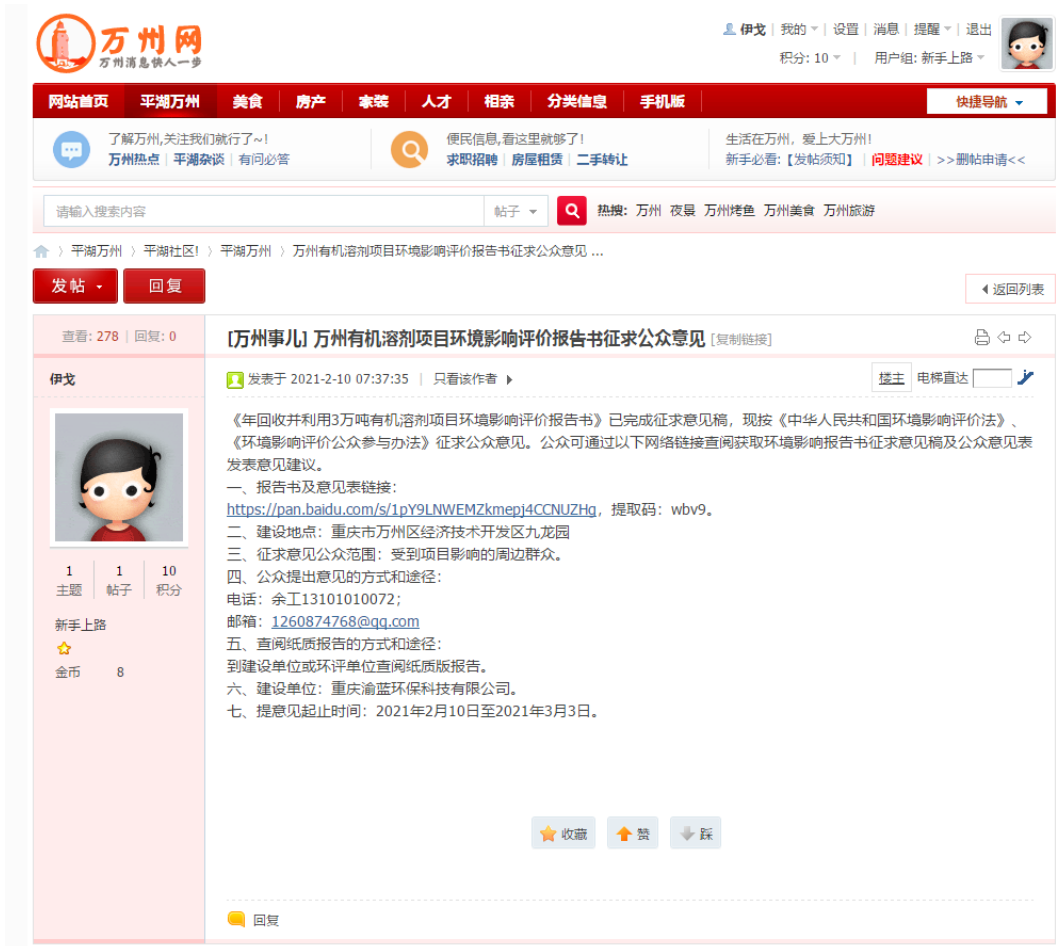 万州网
万州消息快人一步
伊戈 | 我的 | 设置 | 消息 | 提醒 | 退出
积分: 10 | 用户组: 新手上路
网站首页 平湖万州 美食 房产 家装 人才 相亲 分类信息 手机版 快捷导航
了解万州,关注我们就行了~!
万州热点 | 平湖杂谈 | 有问必答
便民信息,看这里就够了!
求职招聘 | 房屋租赁 | 二手转让
生活在万州，爱上大万州!
新手必看:【发帖须知】 | 问题建议 | >>删帖申请<<
请输入搜索内容 帖子 热搜: 万州 夜景 万州烤鱼 万州美食 万州旅游
〉平湖万州 〉平湖社区! 〉平湖万州 〉万州有机溶剂项目环境影响评价报告书征求公众意见 ...
发帖 回复 返回列表
查看: 278 | 回复: 0
[万州事儿] 万州有机溶剂项目环境影响评价报告书征求公众意见 [复制链接]
伊戈
发表于 2021-2-10 07:37:35 | 只看该作者
楼主 电梯直达
《年回收并利用3万吨有机溶剂项目环境影响评价报告书》已完成征求意见稿，现按《中华人民共和国环境影响评价法》、
《环境影响评价公众参与办法》征求公众意见。公众可通过以下网络链接查阅获取环境影响报告书征求意见稿及公众意见表
发表意见建议。
一、报告书及意见表链接：
https://pan.baidu.com/s/1pY9LNWEMZkmepj4CCNUZHg，提取码：wbv9。
二、建设地点：重庆市万州区经济技术开发区九龙园
三、征求意见公众范围：受到项目影响的周边群众。
四、公众提出意见的方式和途径：
电话：余工13101010072；
邮箱：1260874768@qq.com
五、查阅纸质报告的方式和途径：
到建设单位或环评单位查阅纸质版报告。
六、建设单位：重庆渝蓝环保科技有限公司。
七、提意见起止时间：2021年2月10日至2021年3月3日。
1 1 10
主题 帖子 积分
新手上路
金币 8
收藏 赞 踩
回复